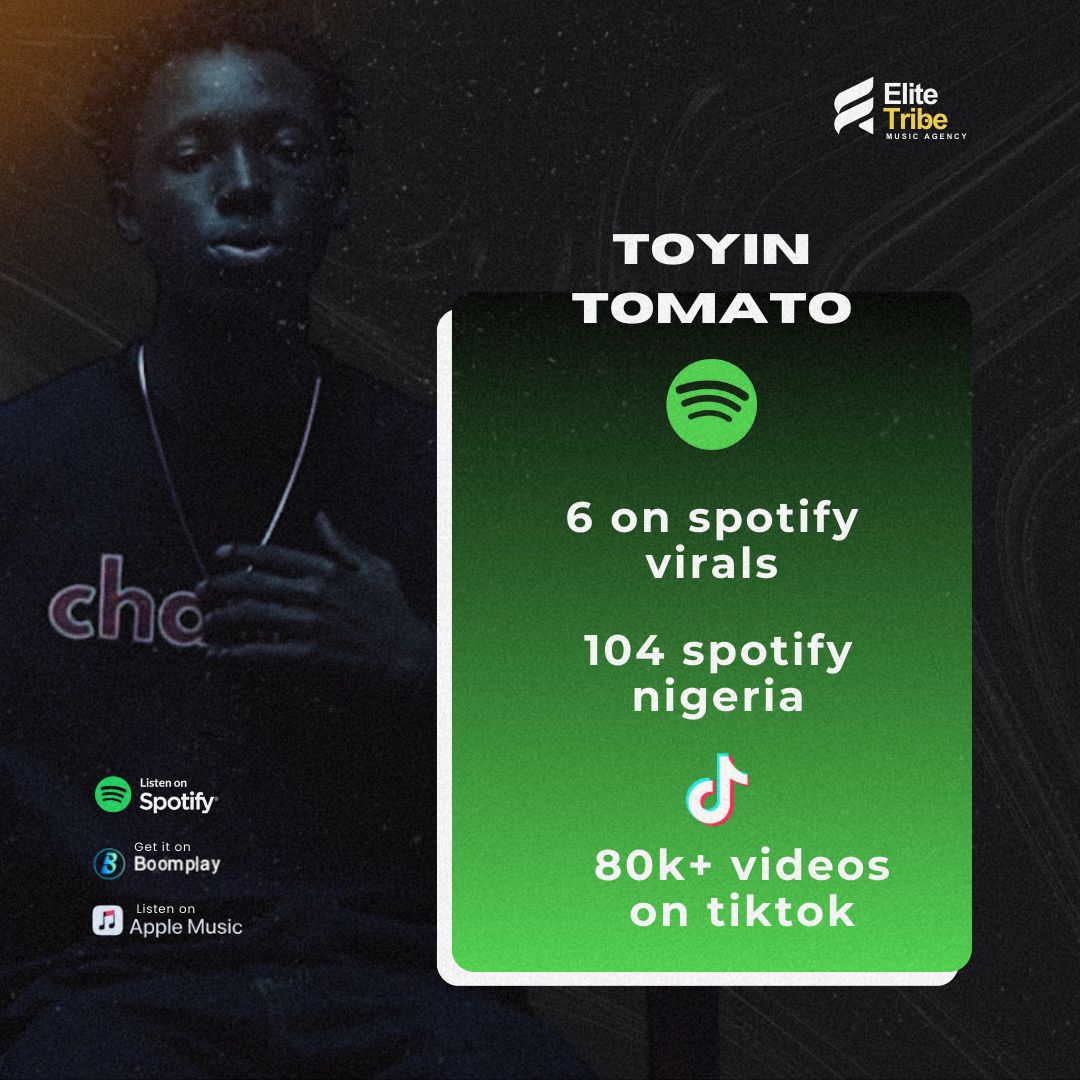 Elite
Tribe
MUSIC AGENCY
TOYIN
TOMATO
6 on spotify
virals
104 spotify
nigeria
80k+ videos
on tiktok
cha
Listen on
Spotify
Get it on
Boomplay
Listen on
Apple Music